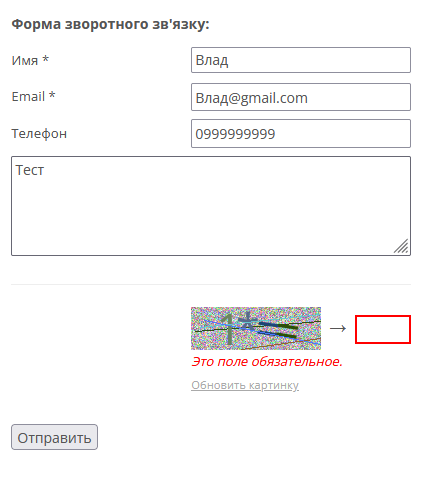 Форма зворотного зв'язку:
Имя * Влад
Email * Влад@gmail.com
Телефон 0999999999
Тест
→
Это поле обязательное.
Обновить картинку
Отправить